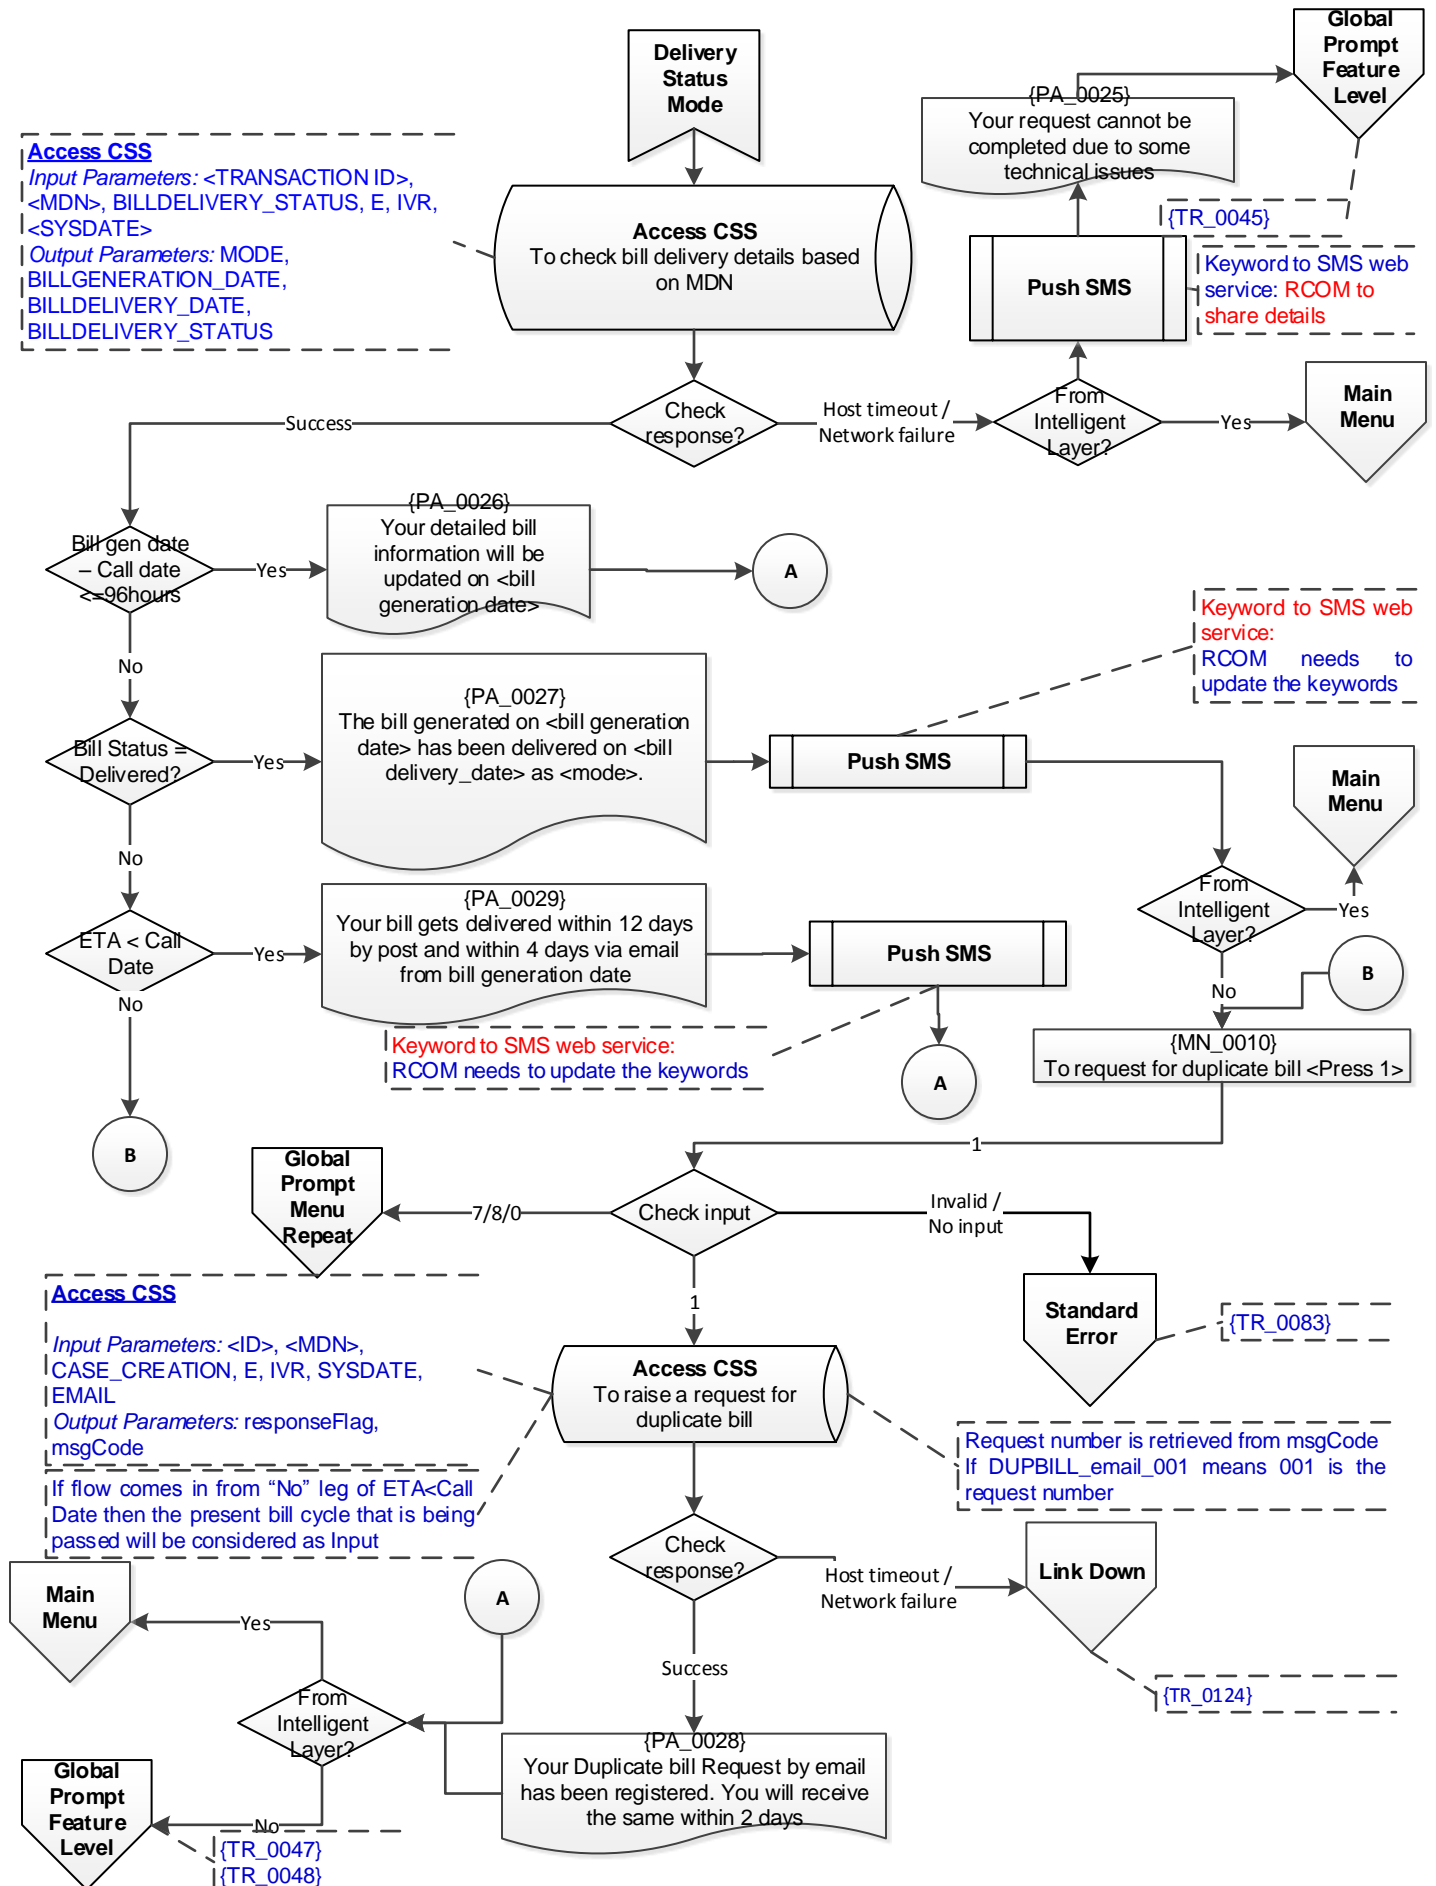 Delivery
Status
Mode
Global
Prompt
Feature
Level
{PA_0025}
Your request cannot be
completed due to some
technical issues
Access CSS
Input Parameters: <TRANSACTION ID>,
<MDN>, BILLDELIVERY_STATUS, E, IVR,
<SYSDATE>
Output Parameters: MODE,
BILLGENERATION_DATE,
BILLDELIVERY_DATE,
BILLDELIVERY_STATUS
Access CSS
To check bill delivery details based
on MDN
{TR_0045}
Push SMS
Keyword to SMS web
service: RCOM to
share details
Check
response?
Success
Host timeout /
Network failure
From
Intelligent
Layer?
Yes
Main
Menu
Bill gen date
– Call date
<=96hours
Yes
{PA_0026}
Your detailed bill
information will be
updated on <bill
generation date>
A
No
Keyword to SMS web
service:
RCOM needs to
update the keywords
Bill Status =
Delivered?
Yes
{PA_0027}
The bill generated on <bill generation
date> has been delivered on <bill
delivery_date> as <mode>.
Push SMS
Main
Menu
No
From
Intelligent
Layer?
Yes
ETA < Call
Date
Yes
{PA_0029}
Your bill gets delivered within 12 days
by post and within 4 days via email
from bill generation date
Push SMS
B
No
No
Keyword to SMS web service:
RCOM needs to update the keywords
A
{MN_0010}
To request for duplicate bill <Press 1>
B
1
Global
Prompt
Menu
Repeat
7/8/0
Check input
Invalid /
No input
1
Standard
Error
{TR_0083}
Access CSS
Input Parameters: <ID>, <MDN>,
CASE_CREATION, E, IVR, SYSDATE,
EMAIL
Output Parameters: responseFlag,
msgCode
Access CSS
To raise a request for
duplicate bill
Request number is retrieved from msgCode
If DUPBILL_email_001 means 001 is the
request number
If flow comes in from “No” leg of ETA<Call
Date then the present bill cycle that is being
passed will be considered as Input
Check
response?
Host timeout /
Network failure
Link Down
{TR_0124}
Main
Menu
Yes
A
Success
From
Intelligent
Layer?
{PA_0028}
Your Duplicate bill Request by email
has been registered. You will receive
the same within 2 days
Global
Prompt
Feature
Level
No
{TR_0047}
{TR_0048}